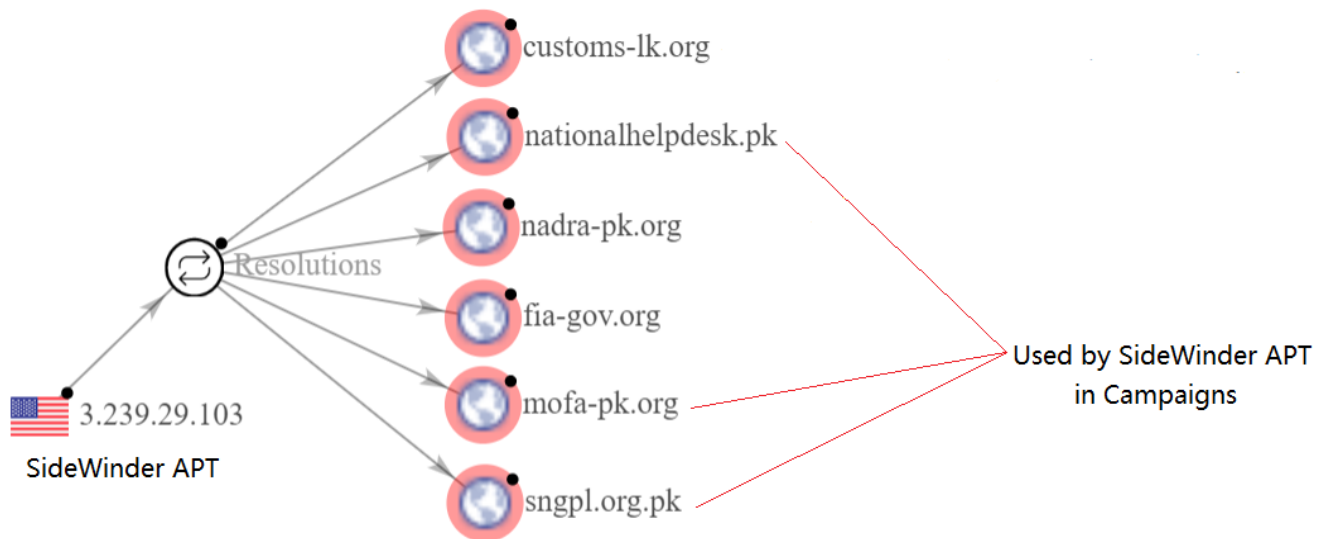 customs-lk.org
nationalhelpdesk.pk
nadra-pk.org
Resolutions
fia-gov.org
Used by SideWinder APT
in Campaigns
mofa-pk.org
3.239.29.103
SideWinder APT
sngpl.org.pk